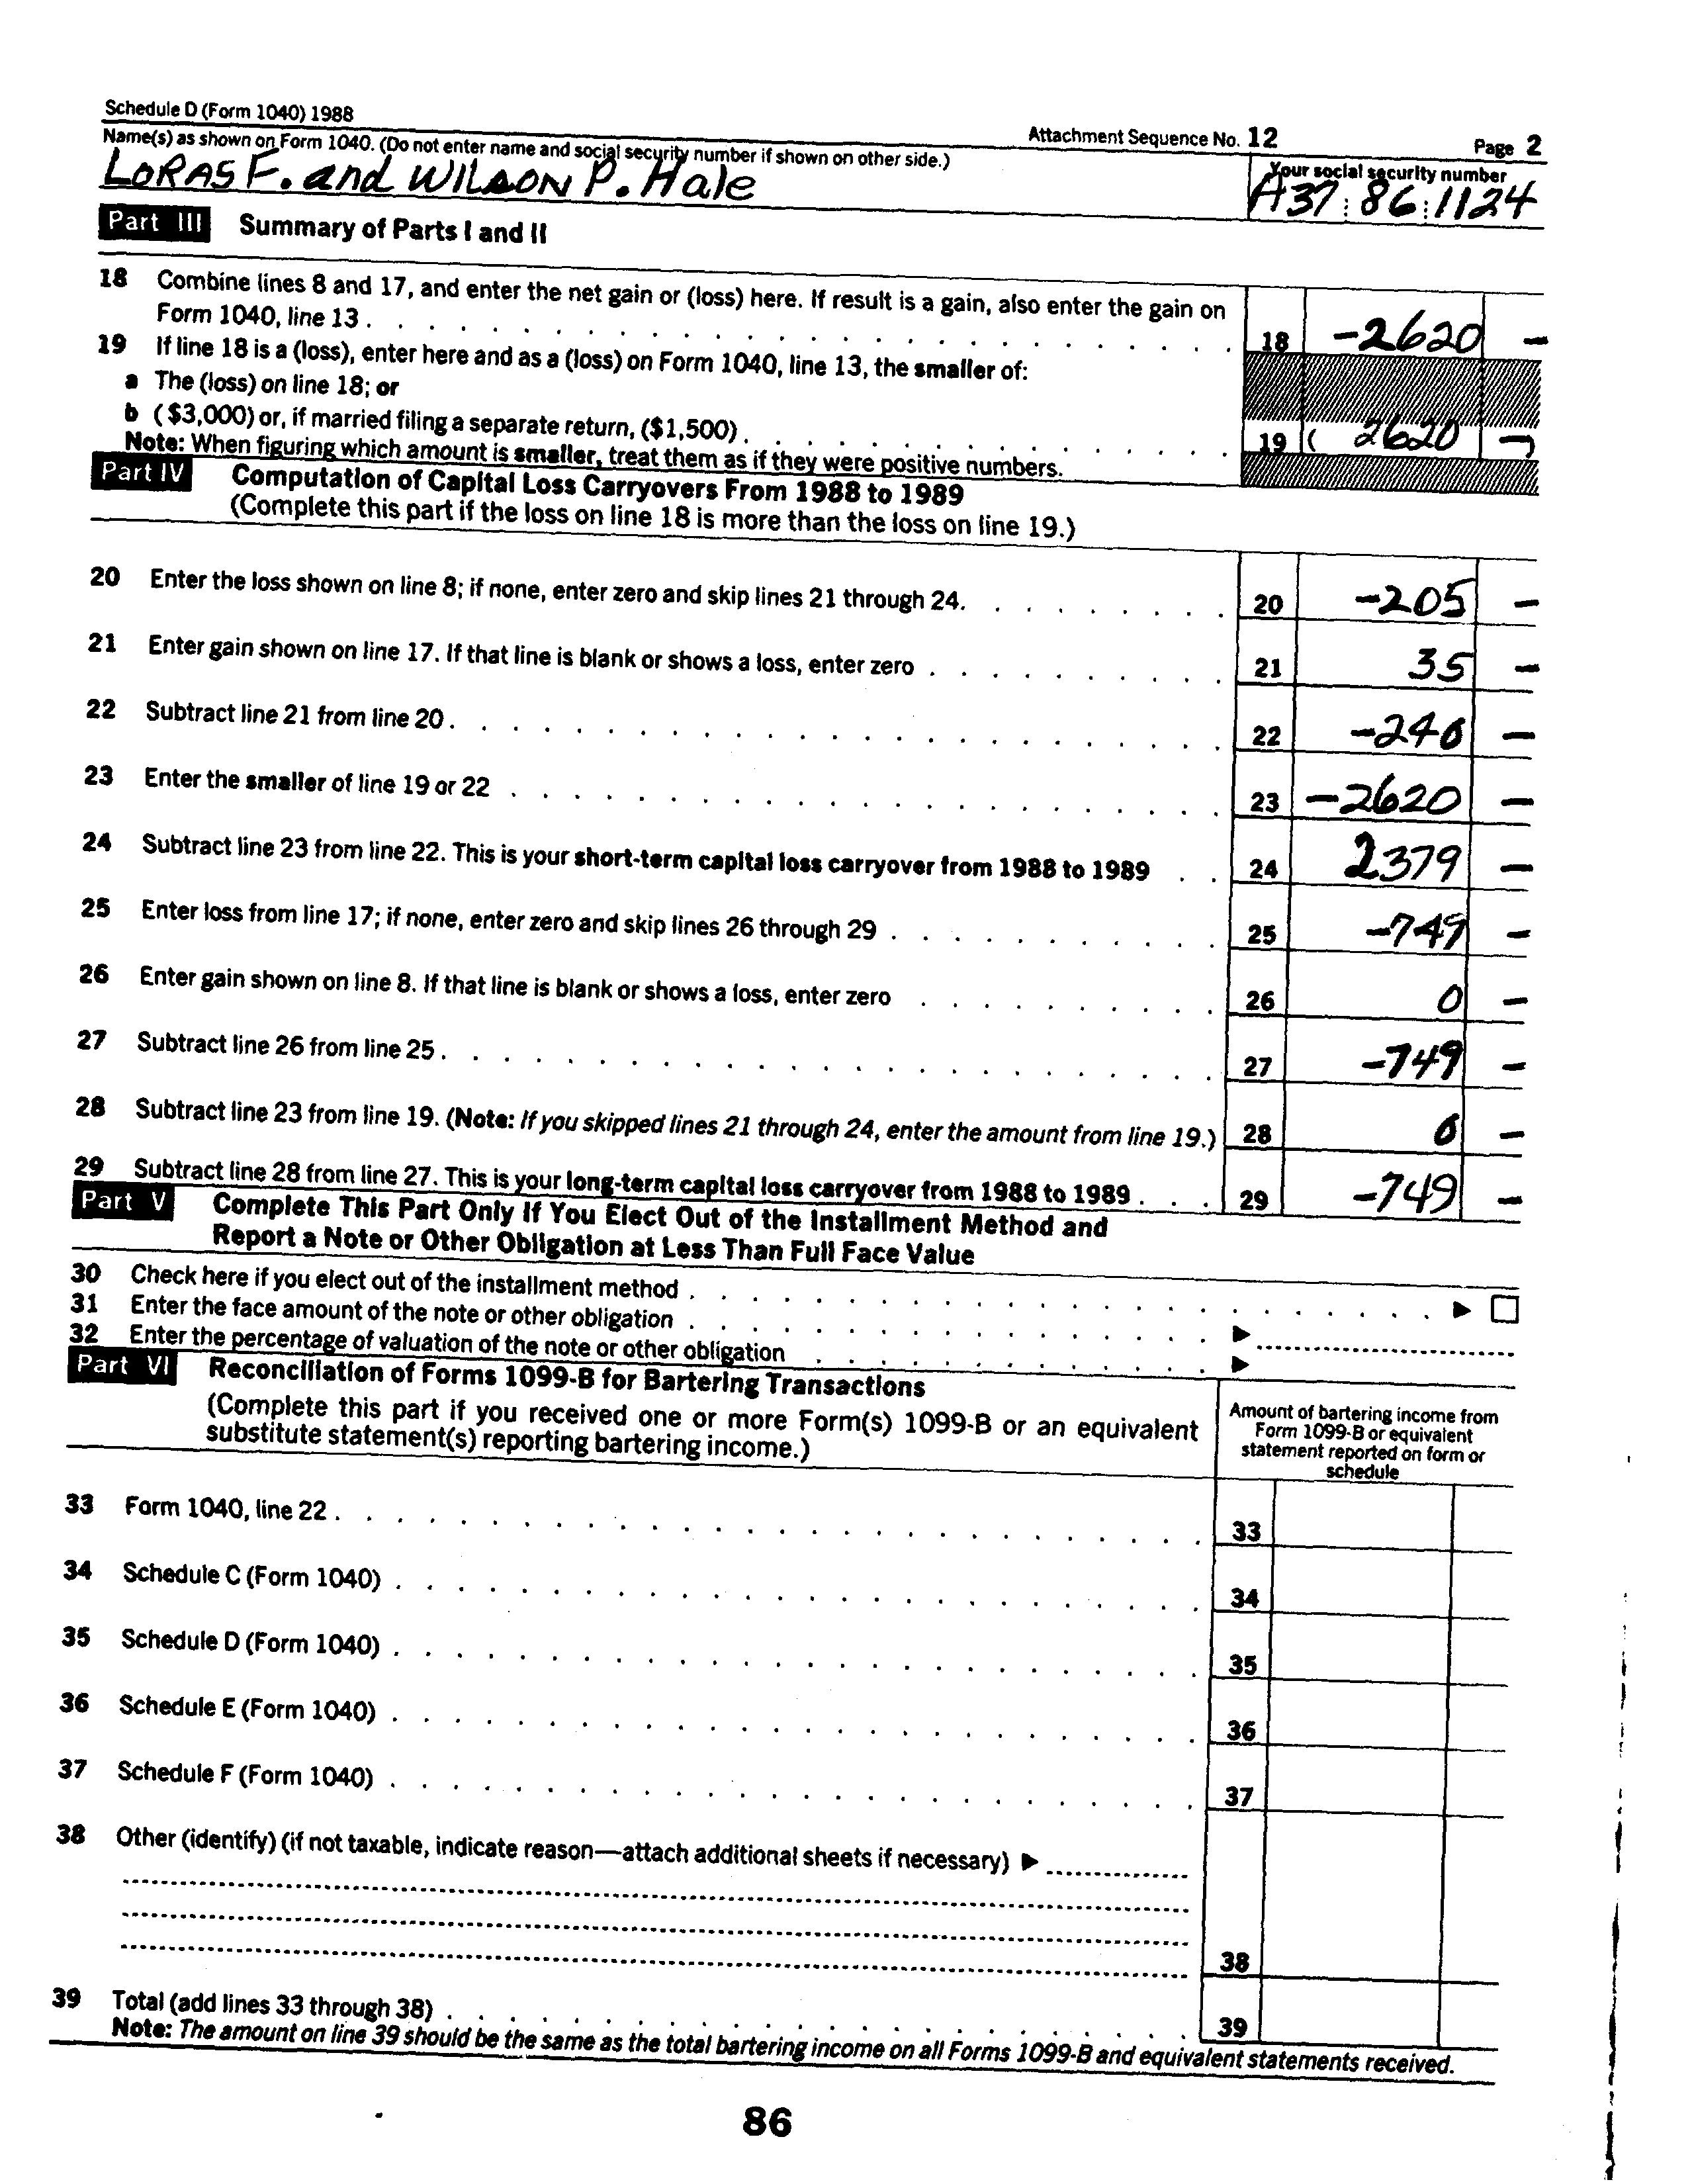 Schedule D (Form 1040) 1988
Attachment Sequence No. 12
Page 2
Name(s) as shown on Form 1040. (Do not enter name and social security number if shown on other side.)
Your social security number
LORAS F. and WILSON P. Hale
A37 86 1124
Part III Summary of Parts I and II
18 Combine lines 8 and 17, and enter the net gain or (loss) here. If result is a gain, also enter the gain on
Form 1040, line 13 . . . . 18 -2620 -
19 If line 18 is a (loss), enter here and as a (loss) on Form 1040, line 13, the smaller of:
a The (loss) on line 18; or
b ($3,000) or, if married filing a separate return, ($1,500) . . . . 19 ( 2620 -)
Note: When figuring which amount is smaller, treat them as if they were positive numbers.
Part IV Computation of Capital Loss Carryovers From 1988 to 1989
(Complete this part if the loss on line 18 is more than the loss on line 19.)
20 Enter the loss shown on line 8; if none, enter zero and skip lines 21 through 24. . . . . 20 -205 -
21 Enter gain shown on line 17. If that line is blank or shows a loss, enter zero . . . . 21 35 -
22 Subtract line 21 from line 20 . . . . 22 -240 -
23 Enter the smaller of line 19 or 22 . . . . 23 -2620 -
24 Subtract line 23 from line 22. This is your short-term capital loss carryover from 1988 to 1989 . . 24 2379 -
25 Enter loss from line 17; if none, enter zero and skip lines 26 through 29 . . . . 25 -749 -
26 Enter gain shown on line 8. If that line is blank or shows a loss, enter zero . . . . 26 0 -
27 Subtract line 26 from line 25 . . . . 27 -749 -
28 Subtract line 23 from line 19. (Note: If you skipped lines 21 through 24, enter the amount from line 19.) 28 0 -
29 Subtract line 28 from line 27. This is your long-term capital loss carryover from 1988 to 1989 . . . 29 -749 -
Part V Complete This Part Only If You Elect Out of the Installment Method and
Report a Note or Other Obligation at Less Than Full Face Value
30 Check here if you elect out of the installment method . . . . ▶ ☐
31 Enter the face amount of the note or other obligation . . . . ▶
32 Enter the percentage of valuation of the note or other obligation . . . . ▶
Part VI Reconciliation of Forms 1099-B for Bartering Transactions
(Complete this part if you received one or more Form(s) 1099-B or an equivalent
substitute statement(s) reporting bartering income.)
Amount of bartering income from
Form 1099-B or equivalent
statement reported on form or
schedule
33 Form 1040, line 22 . . . . 33
34 Schedule C (Form 1040) . . . . 34
35 Schedule D (Form 1040) . . . . 35
36 Schedule E (Form 1040) . . . . 36
37 Schedule F (Form 1040) . . . . 37
38 Other (identify) (if not taxable, indicate reason—attach additional sheets if necessary) ▶
38
39 Total (add lines 33 through 38) . . . . 39
Note: The amount on line 39 should be the same as the total bartering income on all Forms 1099-B and equivalent statements received.
86